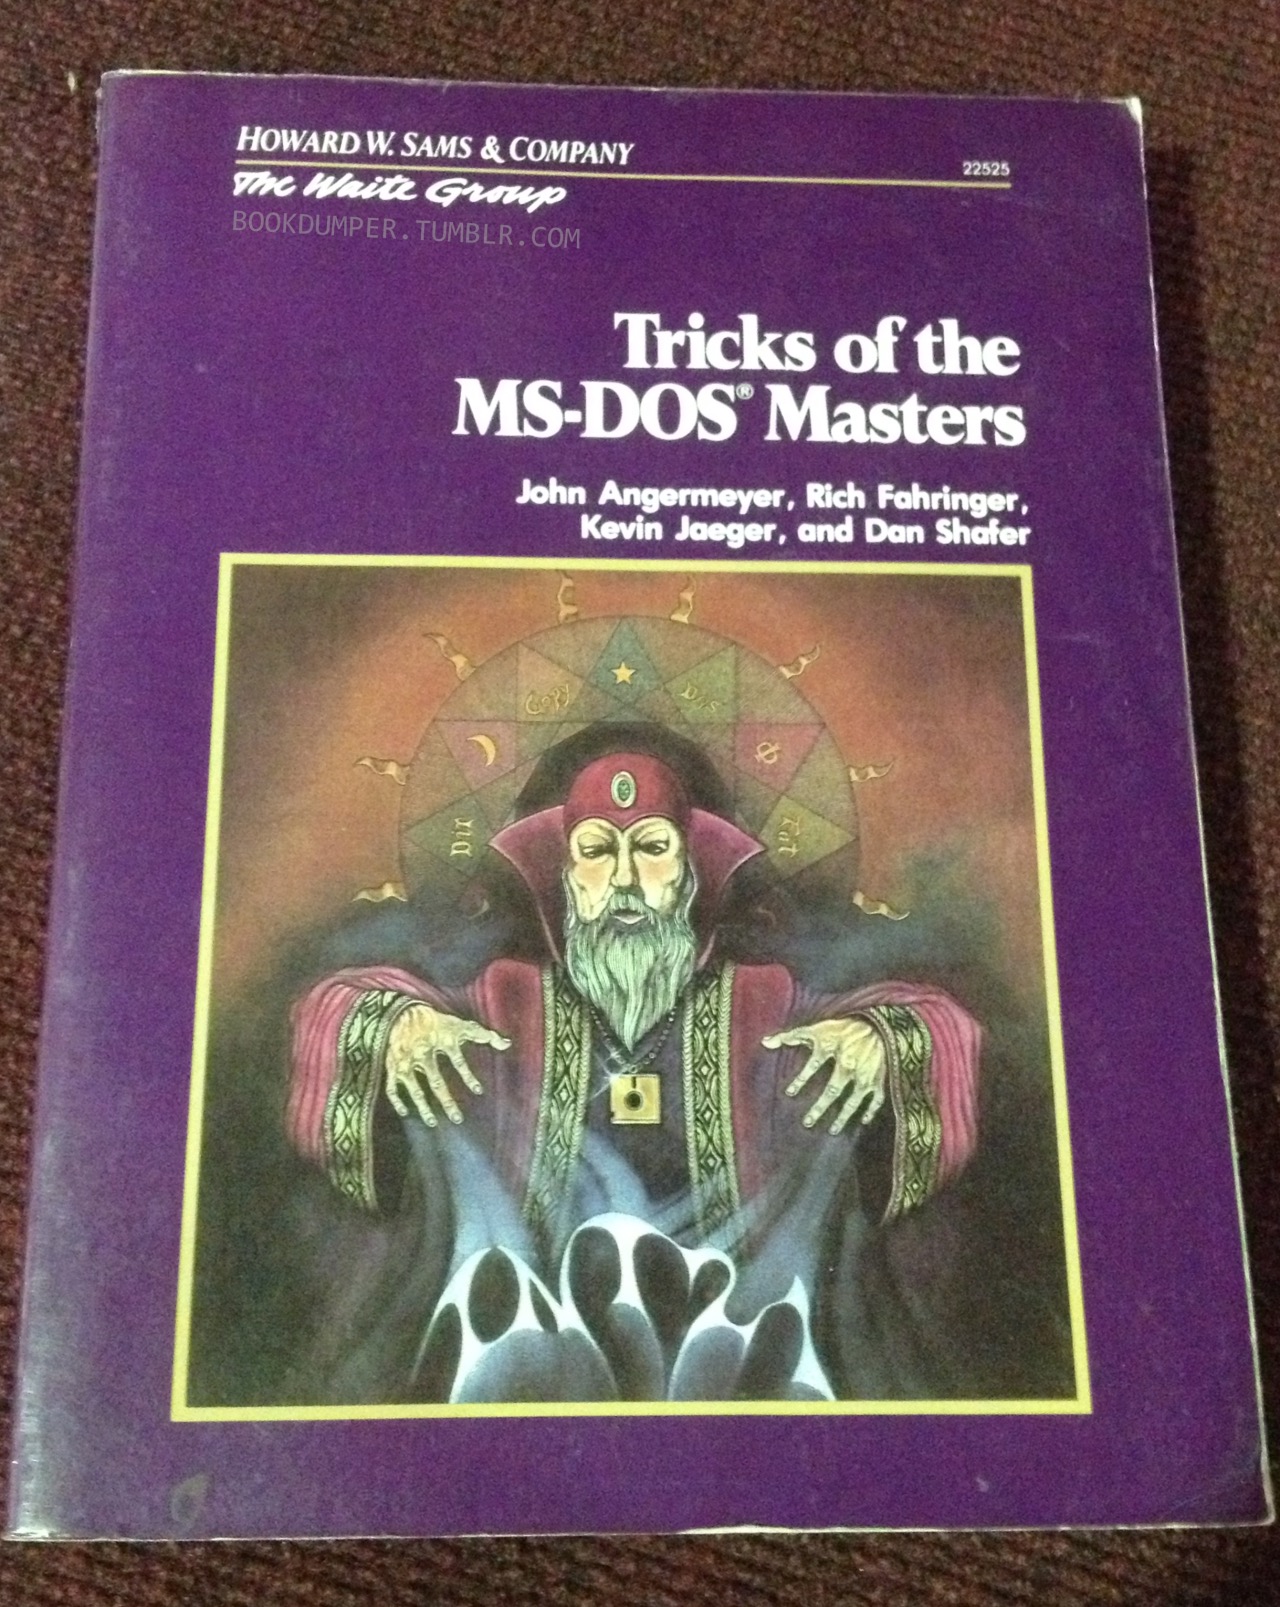 HOWARD W. SAMS & COMPANY
22525
The Waite Group
BOOKDUMPER.TUMBLR.COM
Tricks of the
MS-DOS® Masters
John Angermeyer, Rich Fahringer,
Kevin Jaeger, and Dan Shafer
Copy
Dir